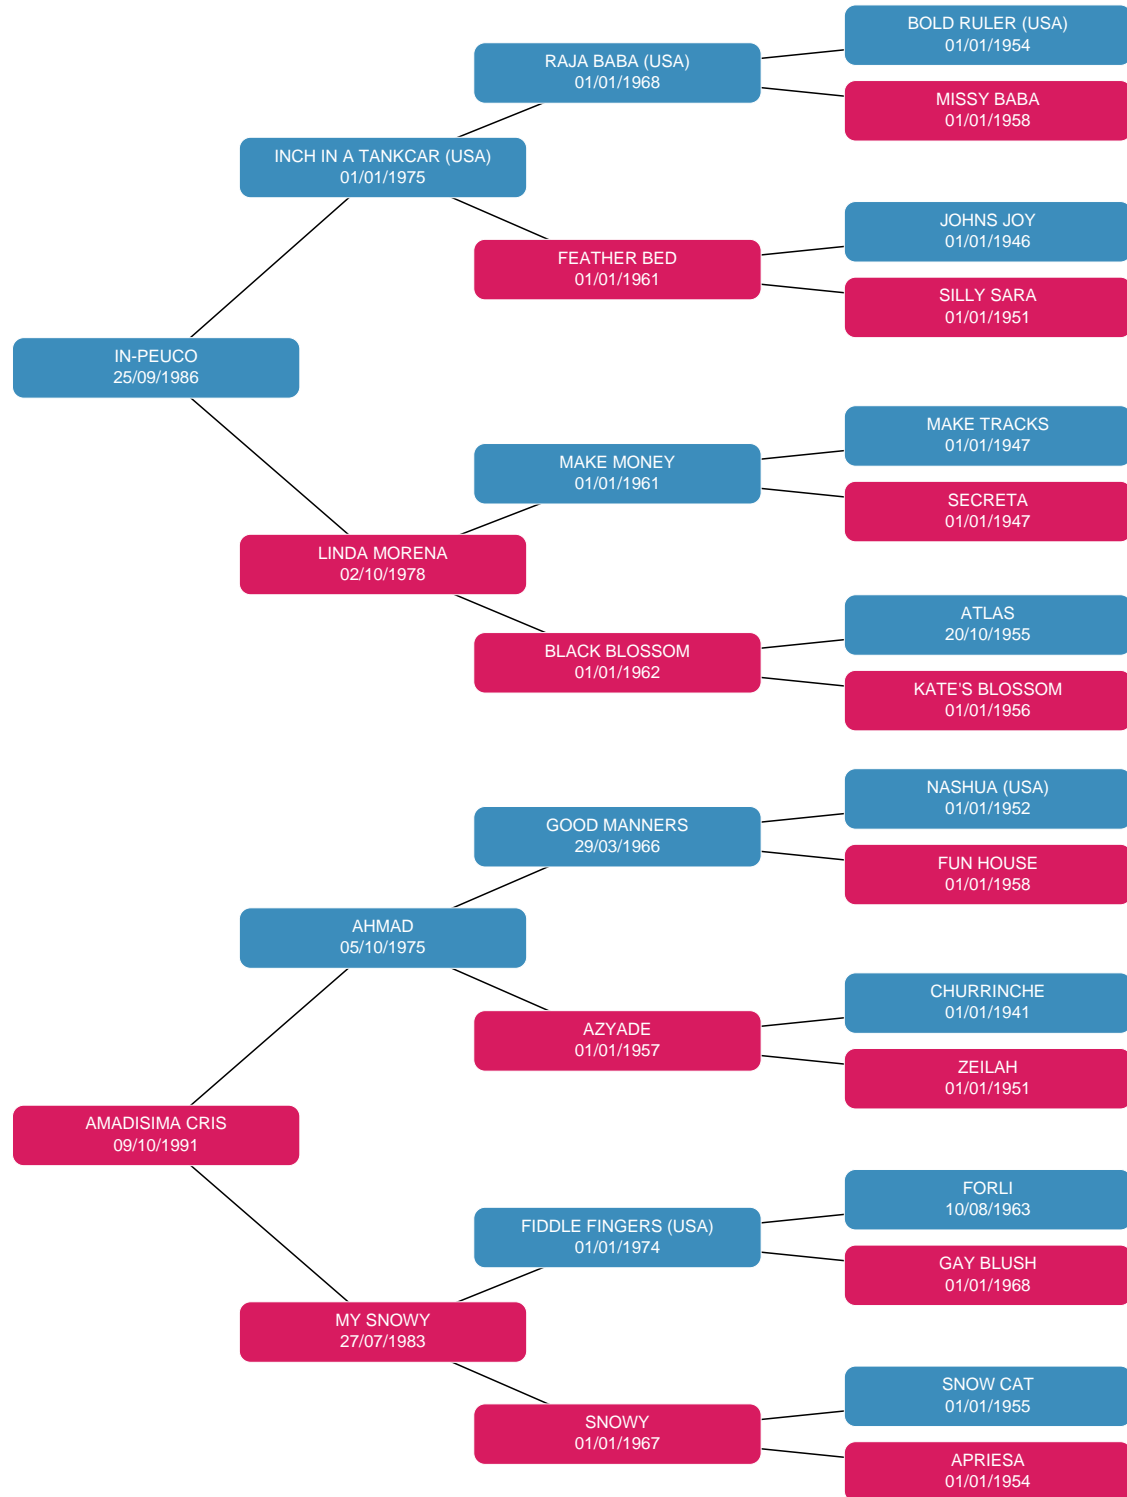 BOLD RULER (USA)
01/01/1954
RAJA BABA (USA)
01/01/1968
MISSY BABA
01/01/1958
INCH IN A TANKCAR (USA)
01/01/1975
JOHNS JOY
01/01/1946
FEATHER BED
01/01/1961
SILLY SARA
01/01/1951
IN-PEUCO
25/09/1986
MAKE TRACKS
01/01/1947
MAKE MONEY
01/01/1961
SECRETA
01/01/1947
LINDA MORENA
02/10/1978
ATLAS
20/10/1955
BLACK BLOSSOM
01/01/1962
KATE'S BLOSSOM
01/01/1956
NASHUA (USA)
01/01/1952
GOOD MANNERS
29/03/1966
FUN HOUSE
01/01/1958
AHMAD
05/10/1975
CHURRINCHE
01/01/1941
AZYADE
01/01/1957
ZEILAH
01/01/1951
AMADISIMA CRIS
09/10/1991
FORLI
10/08/1963
FIDDLE FINGERS (USA)
01/01/1974
GAY BLUSH
01/01/1968
MY SNOWY
27/07/1983
SNOW CAT
01/01/1955
SNOWY
01/01/1967
APRIESA
01/01/1954